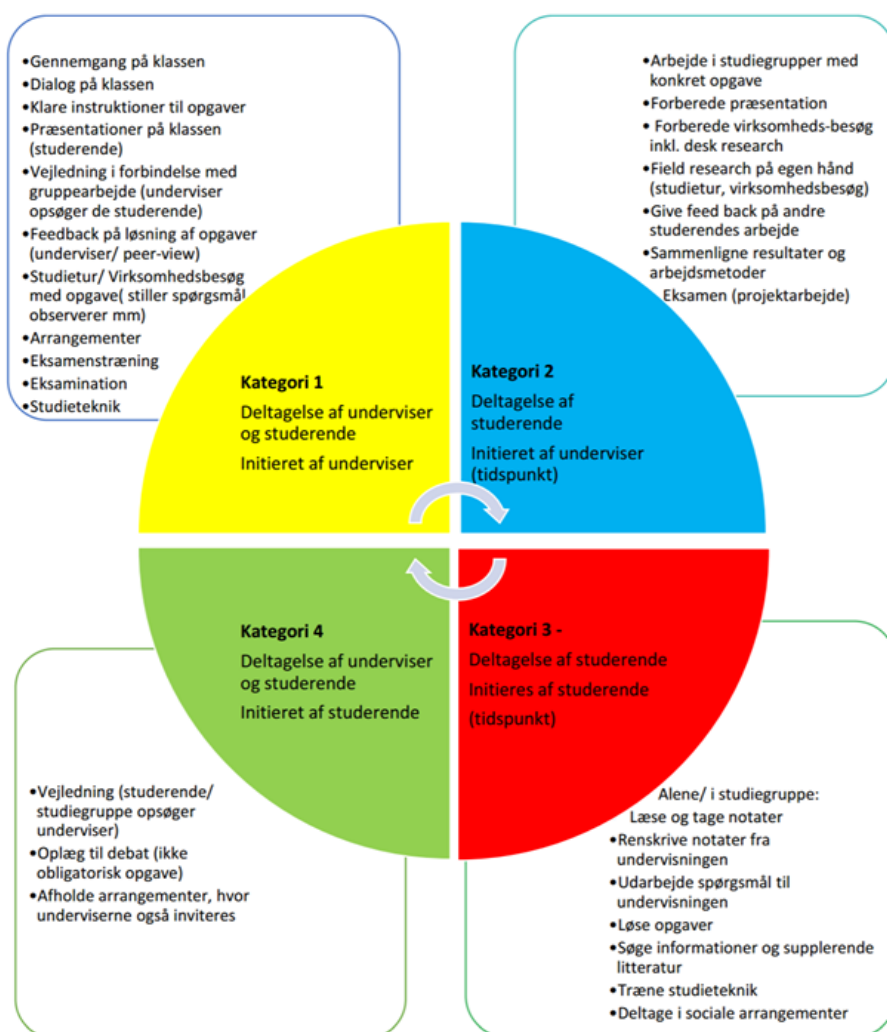 •Gennemgang på klassen
•Dialog på klassen
•Klare instruktioner til opgaver
•Præsentationer på klassen
(studerende)
•Vejledning i forbindelse med
gruppearbejde (underviser
opsøger de studerende)
•Feedback på løsning af opgaver
(underviser/ peer-view)
•Studietur/ Virksomhedsbesøg
med opgave( stiller spørgsmål
observerer mm)
•Arrangementer
•Eksamenstræning
•Eksamination
•Studieteknik
•Arbejde i studiegrupper med
konkret opgave
•Forberede præsentation
• Forberede virksomheds-besøg
inkl. desk research
•Field research på egen hånd
(studietur, virksomhedsbesøg)
•Give feed back på andre
studerendes arbejde
•Sammenligne resultater og
arbejdsmetoder
Eksamen (projektarbejde)
Kategori 1
Deltagelse af underviser
og studerende
Initieret af underviser
Kategori 2
Deltagelse af
studerende
Initieret af underviser
(tidspunkt)
Kategori 4
Deltagelse af underviser
og studerende
Initieret af studerende
Kategori 3 -
Deltagelse af studerende
Initieres af studerende
(tidspunkt)
•Vejledning (studerende/
studiegruppe opsøger
underviser)
•Oplæg til debat (ikke
obligatorisk opgave)
•Afholde arrangementer, hvor
underviserne også inviteres
Alene/ i studiegruppe:
Læse og tage notater
•Renskrive notater fra
undervisningen
•Udarbejde spørgsmål til
undervisningen
•Løse opgaver
•Søge informationer og supplerende
litteratur
•Træne studieteknik
•Deltage i sociale arrangementer